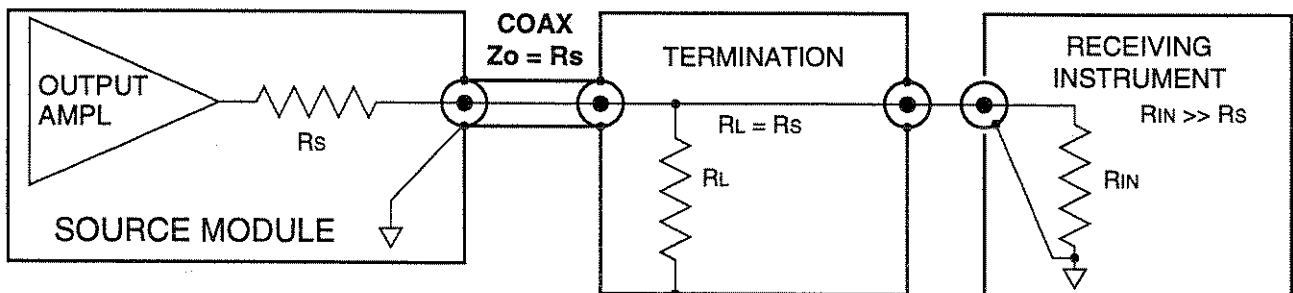 OUTPUT
AMPL
Rs
SOURCE MODULE
COAX
Zo = Rs
TERMINATION
RL = Rs
RL
RECEIVING
INSTRUMENT
RIN >> Rs
RIN